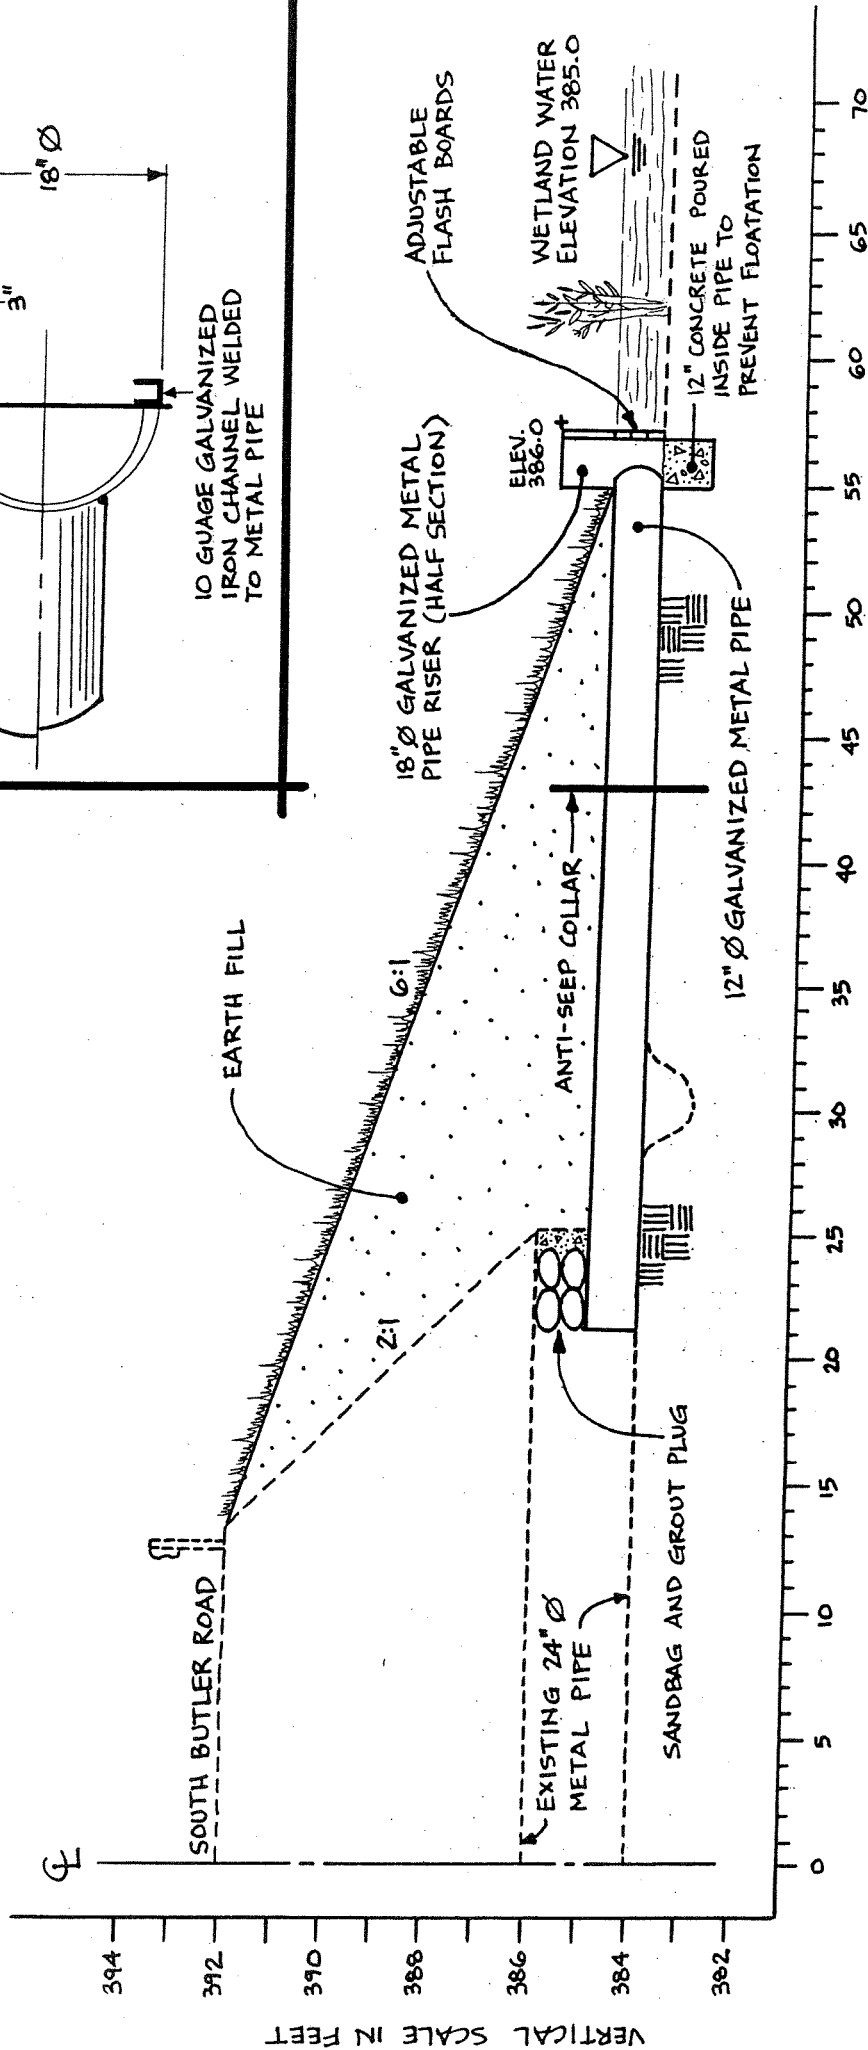 18" Ø
3"
10 GUAGE GALVANIZED
IRON CHANNEL WELDED
TO METAL PIPE
ADJUSTABLE
FLASH BOARDS
WETLAND WATER
ELEVATION 385.0
18" Ø GALVANIZED METAL
PIPE RISER (HALF SECTION)
ELEV.
386.0
12" CONCRETE POURED
INSIDE PIPE TO
PREVENT FLOATATION
EARTH FILL
6:1
2:1
ANTI-SEEP COLLAR
12" Ø GALVANIZED METAL PIPE
SOUTH BUTLER ROAD
EXISTING 24" Ø
METAL PIPE
SANDBAG AND GROUT PLUG
CL
VERTICAL SCALE IN FEET
394
392
390
388
386
384
382
0
5
10
15
20
25
30
35
40
45
50
55
60
65
70